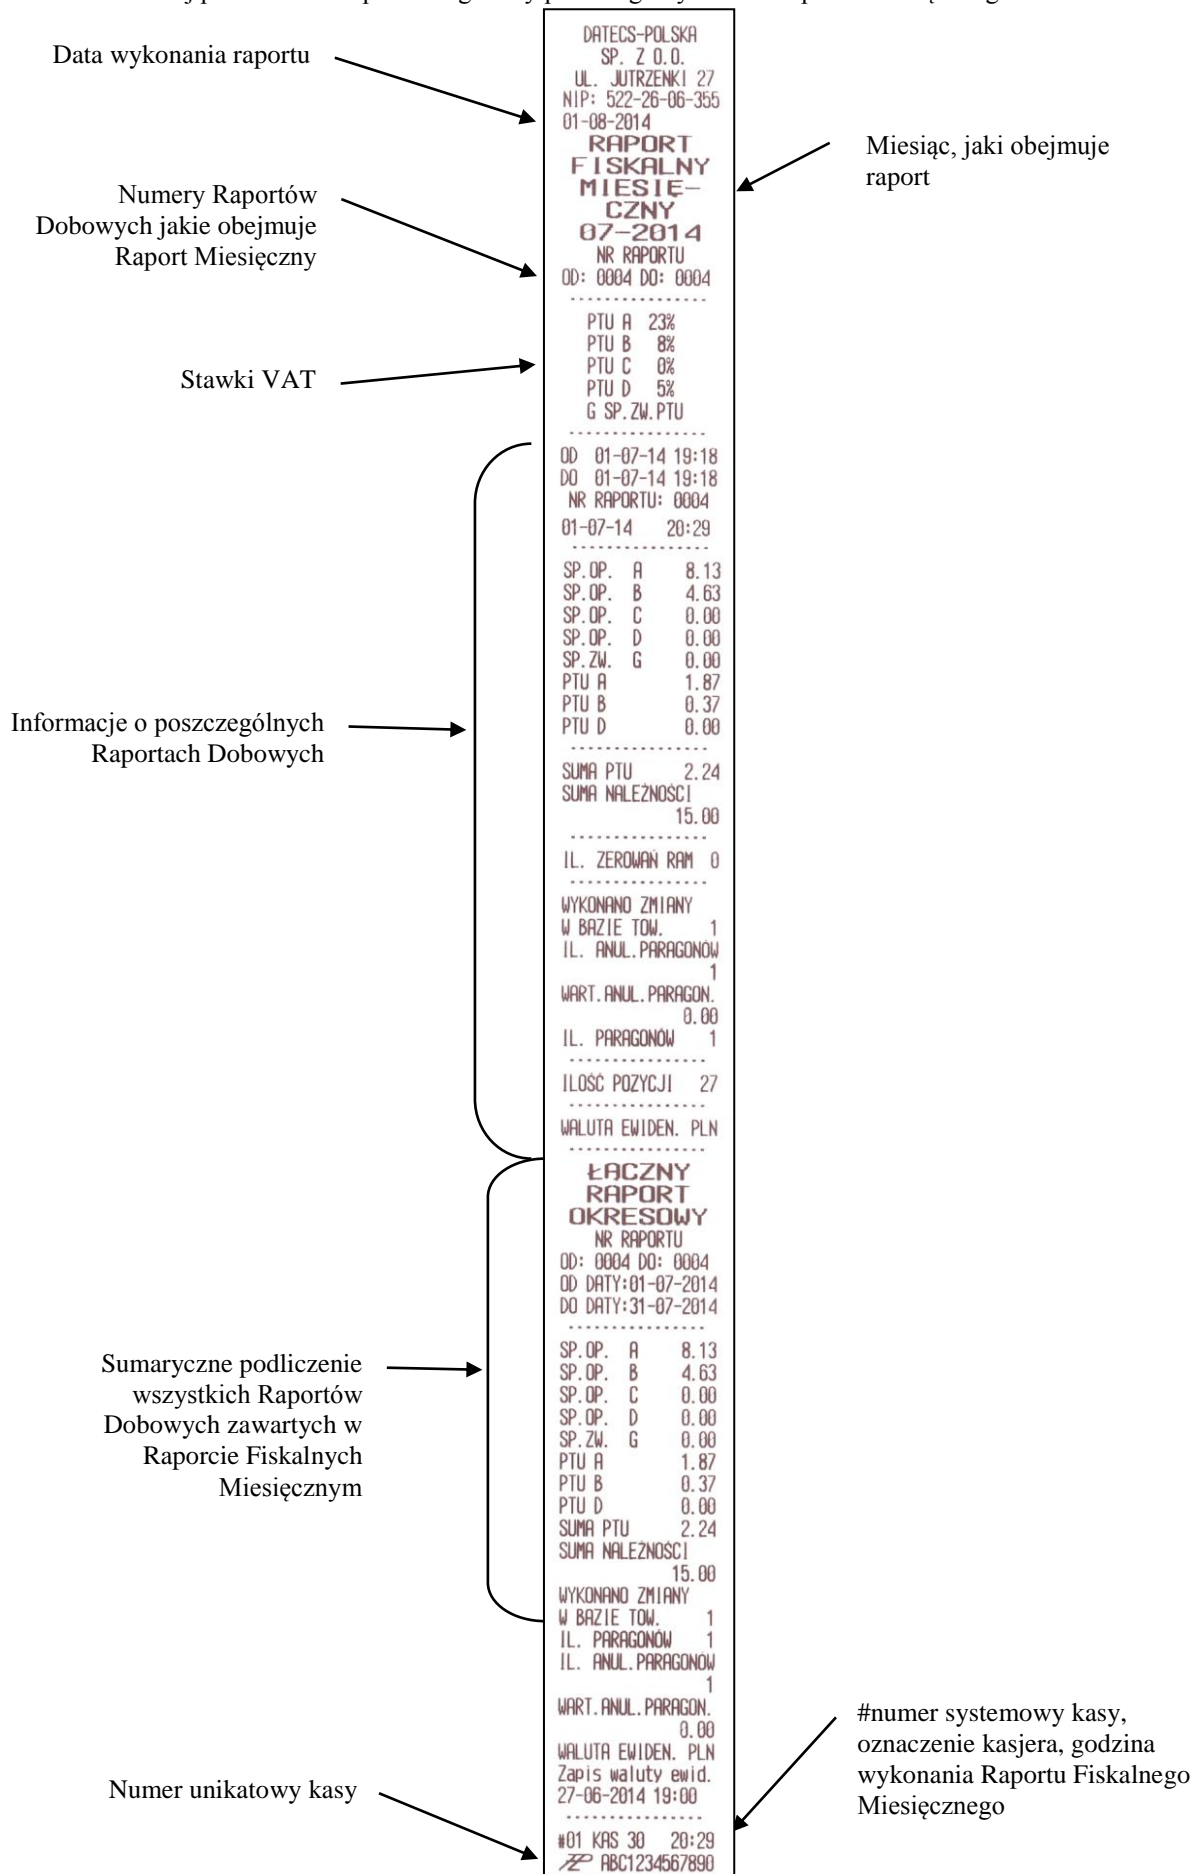 DATECS-POLSKA
SP. Z O.O.
UL. JUTRZENKI 27
NIP: 522-26-06-355
01-08-2014
RAPORT
FISKALNY
MIESIĘ-
CZNY
07-2014
NR RAPORTU
OD: 0004 DO: 0004
PTU A 23%
PTU B 8%
PTU C 0%
PTU D 5%
G SP.ZW.PTU
OD 01-07-14 19:18
DO 01-07-14 19:18
NR RAPORTU: 0004
01-07-14 20:29
SP.OP. A 8.13
SP.OP. B 4.63
SP.OP. C 0.00
SP.OP. D 0.00
SP.ZW. G 0.00
PTU A 1.87
PTU B 0.37
PTU D 0.00
SUMA PTU 2.24
SUMA NALEŻNOŚCI
15.00
IL. ZEROWAŃ RAM 0
WYKONANO ZMIANY
W BAZIE TOW. 1
IL. ANUL.PARAGONÓW
1
WART.ANUL.PARAGON.
0.00
IL. PARAGONÓW 1
ILOŚĆ POZYCJI 27
WALUTA EWIDEN. PLN
ŁĄCZNY
RAPORT
OKRESOWY
NR RAPORTU
OD: 0004 DO: 0004
OD DATY:01-07-2014
DO DATY:31-07-2014
SP.OP. A 8.13
SP.OP. B 4.63
SP.OP. C 0.00
SP.OP. D 0.00
SP.ZW. G 0.00
PTU A 1.87
PTU B 0.37
PTU D 0.00
SUMA PTU 2.24
SUMA NALEŻNOŚCI
15.00
WYKONANO ZMIANY
W BAZIE TOW. 1
IL. PARAGONÓW 1
IL. ANUL.PARAGONÓW
1
WART.ANUL.PARAGON.
0.00
WALUTA EWIDEN. PLN
Zapis waluty ewid.
27-06-2014 19:00
#01 KAS 30 20:29
ABC1234567890
Data wykonania raportu
Numery Raportów
Dobowych jakie obejmuje
Raport Miesięczny
Stawki VAT
Informacje o poszczególnych
Raportach Dobowych
Sumaryczne podliczenie
wszystkich Raportów
Dobowych zawartych w
Raporcie Fiskalnych
Miesięcznym
Numer unikatowy kasy
Miesiąc, jaki obejmuje
raport
#numer systemowy kasy,
oznaczenie kasjera, godzina
wykonania Raportu Fiskalnego
Miesięcznego